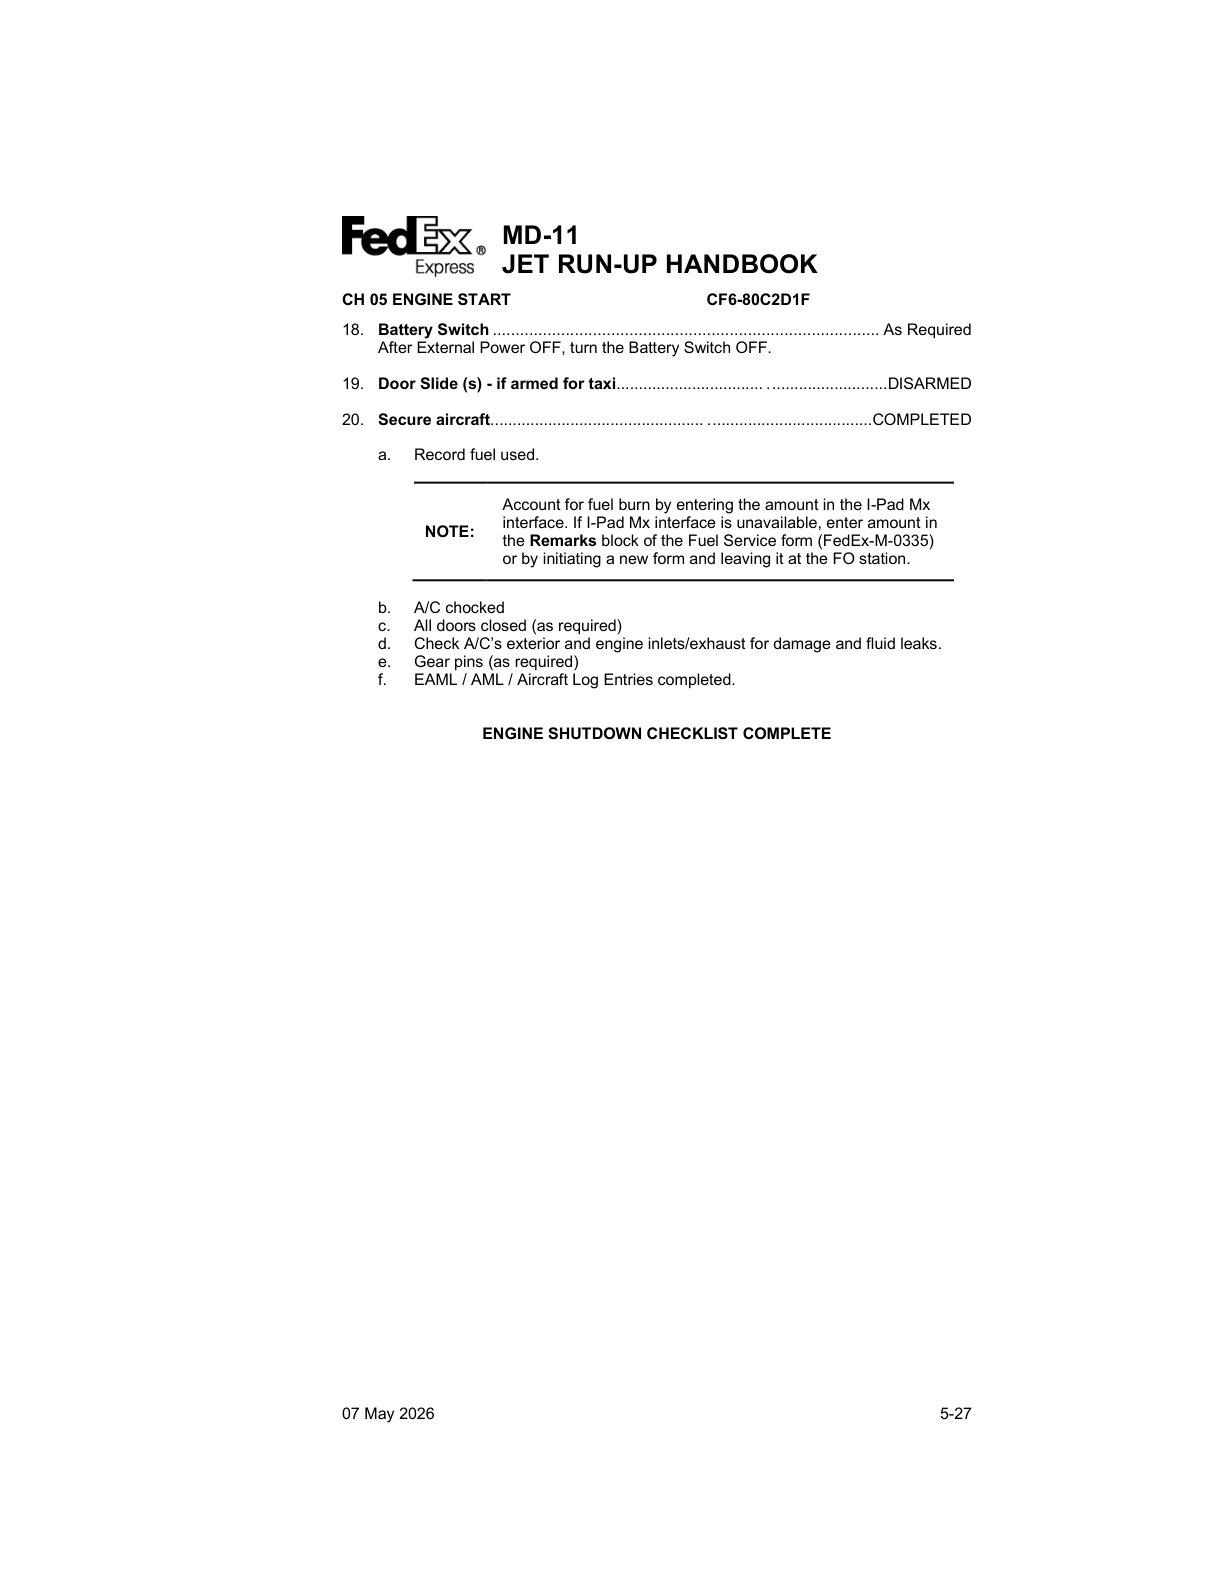 FedEx®
Express
MD-11
JET RUN-UP HANDBOOK
CH 05 ENGINE START CF6-80C2D1F
18. Battery Switch ...................................................................................... As Required
After External Power OFF, turn the Battery Switch OFF.
19. Door Slide (s) - if armed for taxi................................. ...........................DISARMED
20. Secure aircraft................................................ .....................................COMPLETED
a. Record fuel used.
Account for fuel burn by entering the amount in the I-Pad Mx
interface. If I-Pad Mx interface is unavailable, enter amount in
NOTE:
the Remarks block of the Fuel Service form (FedEx-M-0335)
or by initiating a new form and leaving it at the FO station.
b. A/C chocked
c. All doors closed (as required)
d. Check A/C’s exterior and engine inlets/exhaust for damage and fluid leaks.
e. Gear pins (as required)
f. EAML / AML / Aircraft Log Entries completed.
ENGINE SHUTDOWN CHECKLIST COMPLETE
07 May 2026 5-27